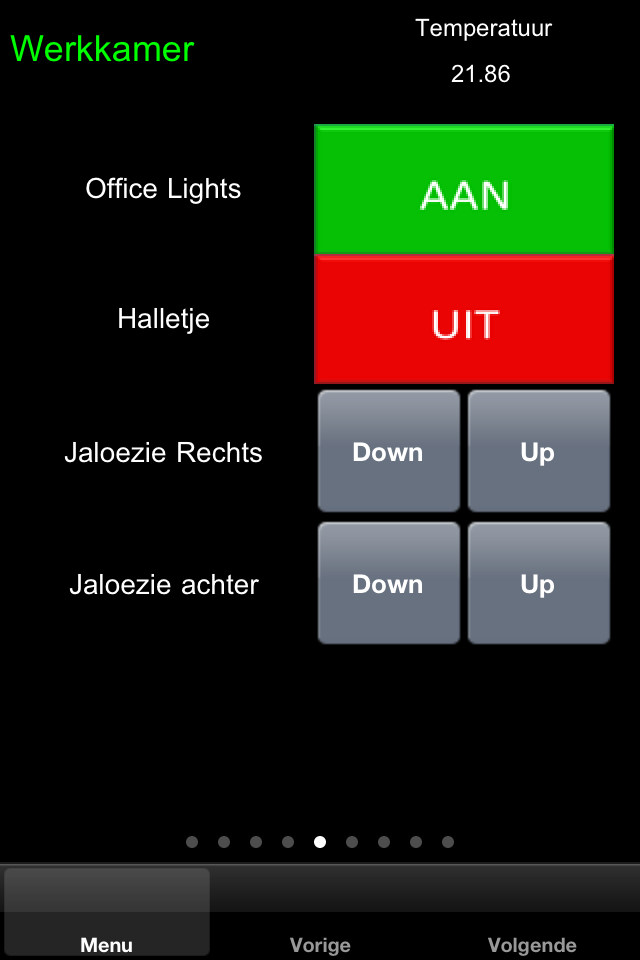 Werkkamer
Temperatuur
21.86
Office Lights
AAN
Halletje
UIT
Jaloezie Rechts
Down
Up
Jaloezie achter
Down
Up
Menu
Vorige
Volgende